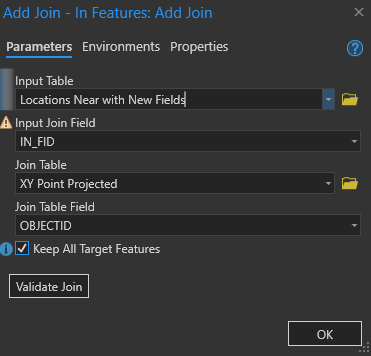 Add Join - In Features: Add Join
Parameters Environments Properties
Input Table
Locations Near with New Fields
Input Join Field
IN_FID
Join Table
XY Point Projected
Join Table Field
OBJECTID
Keep All Target Features
Validate Join
OK